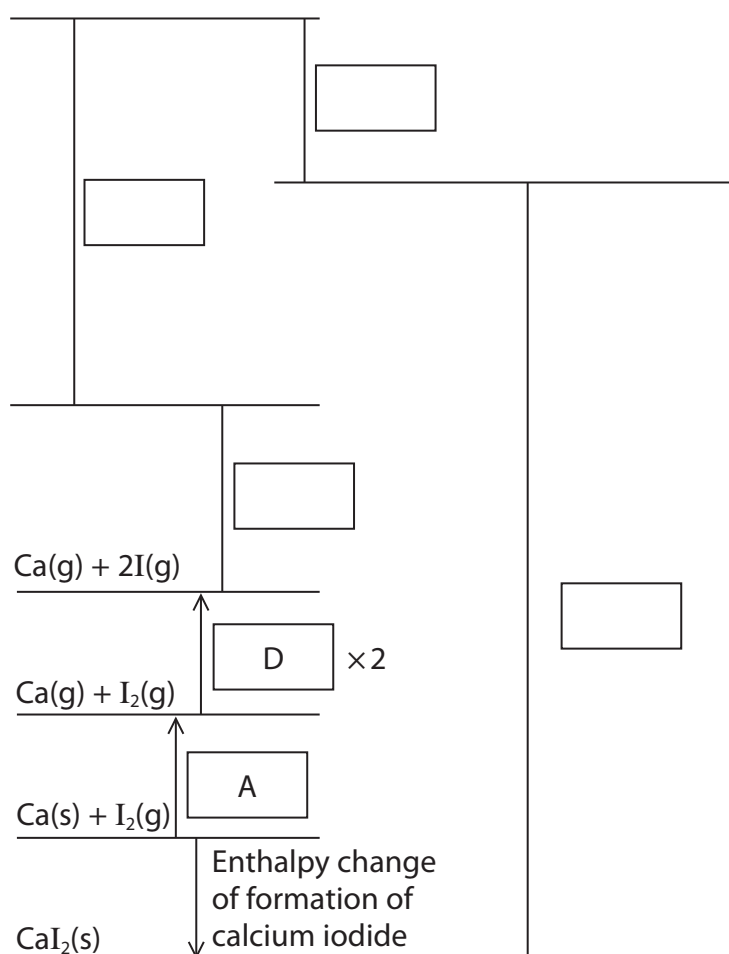 Ca(g) + 2I(g)
D ×2
Ca(g) + I₂(g)
A
Ca(s) + I₂(g)
Enthalpy change
of formation of
calcium iodide
CaI₂(s)